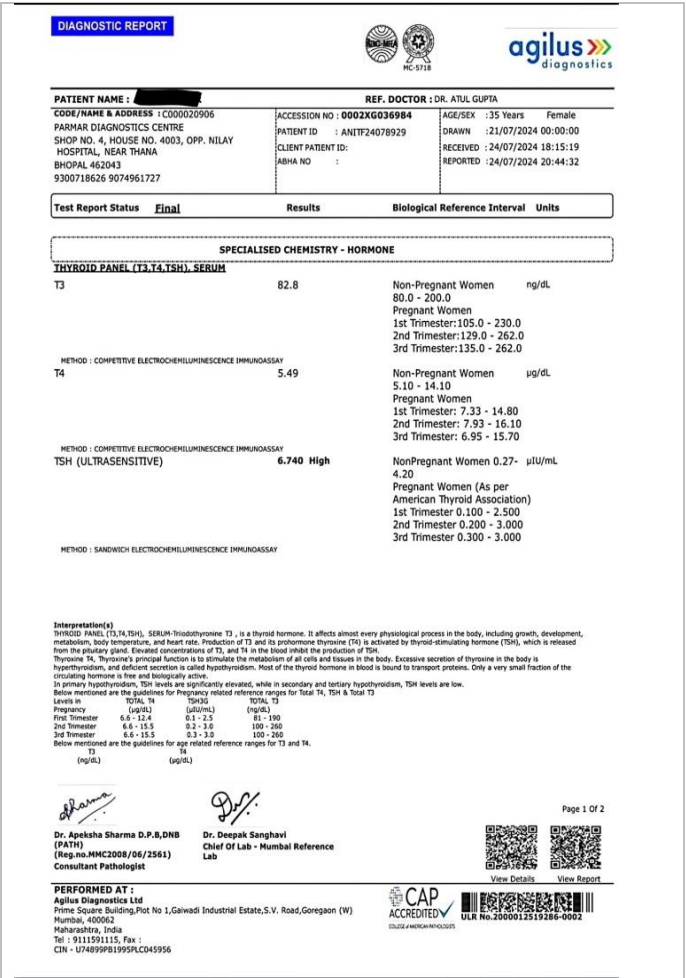 DIAGNOSTIC REPORT
MC-5718
agilus
diagnostics
PATIENT NAME :
REF. DOCTOR : DR. ATUL GUPTA
CODE/NAME & ADDRESS : C000020906
PARMAR DIAGNOSTICS CENTRE
SHOP NO. 4, HOUSE NO. 4003, OPP. NILAY
HOSPITAL, NEAR THANA
BHOPAL 462043
9300718626 9074961727
ACCESSION NO : 0002XG036984
PATIENT ID : ANITF24078929
CLIENT PATIENT ID:
ABHA NO :
AGE/SEX : 35 Years Female
DRAWN : 21/07/2024 00:00:00
RECEIVED : 24/07/2024 18:15:19
REPORTED : 24/07/2024 20:44:32
Test Report Status Final Results Biological Reference Interval Units
SPECIALISED CHEMISTRY - HORMONE
THYROID PANEL (T3,T4,TSH), SERUM
T3 82.8 Non-Pregnant Women ng/dL
80.0 - 200.0
Pregnant Women
1st Trimester:105.0 - 230.0
2nd Trimester:129.0 - 262.0
3rd Trimester:135.0 - 262.0
METHOD : COMPETITIVE ELECTROCHEMILUMINESCENCE IMMUNOASSAY
T4 5.49 Non-Pregnant Women µg/dL
5.10 - 14.10
Pregnant Women
1st Trimester: 7.33 - 14.80
2nd Trimester: 7.93 - 16.10
3rd Trimester: 6.95 - 15.70
METHOD : COMPETITIVE ELECTROCHEMILUMINESCENCE IMMUNOASSAY
TSH (ULTRASENSITIVE) 6.740 High NonPregnant Women 0.27- µIU/mL
4.20
Pregnant Women (As per
American Thyroid Association)
1st Trimester 0.100 - 2.500
2nd Trimester 0.200 - 3.000
3rd Trimester 0.300 - 3.000
METHOD : SANDWICH ELECTROCHEMILUMINESCENCE IMMUNOASSAY
Interpretation(s)
THYROID PANEL (T3,T4,TSH), SERUM-Triiodothyronine T3 , is a thyroid hormone. It affects almost every physiological process in the body, including growth, development,
metabolism, body temperature, and heart rate. Production of T3 and its prohormone thyroxine (T4) is activated by thyroid-stimulating hormone (TSH), which is released
from the pituitary gland. Elevated concentrations of T3, and T4 in the blood inhibit the production of TSH.
Thyroxine T4, Thyroxine's principal function is to stimulate the metabolism of all cells and tissues in the body. Excessive secretion of thyroxine in the body is
hyperthyroidism, and deficient secretion is called hypothyroidism. Most of the thyroid hormone in blood is bound to transport proteins. Only a very small fraction of the
circulating hormone is free and biologically active.
In primary hypothyroidism, TSH levels are significantly elevated, while in secondary and tertiary hypothyroidism, TSH levels are low.
Below mentioned are the guidelines for Pregnancy related reference ranges for Total T4, TSH & Total T3
Levels in TOTAL T4 TSH3G TOTAL T3
Pregnancy (µg/dL) (µIU/mL) (ng/dL)
First Trimester 6.6 - 12.4 0.1 - 2.5 81 - 190
2nd Trimester 6.6 - 15.5 0.2 - 3.0 100 - 260
3rd Trimester 6.6 - 15.5 0.3 - 3.0 100 - 260
Below mentioned are the guidelines for age related reference ranges for T3 and T4.
T3 T4
(ng/dL) (µg/dL)
Page 1 Of 2
Dr. Apeksha Sharma D.P.B,DNB
(PATH)
(Reg.no.MMC2008/06/2561)
Consultant Pathologist
Dr. Deepak Sanghavi
Chief Of Lab - Mumbai Reference
Lab
View Details View Report
PERFORMED AT :
Agilus Diagnostics Ltd
Prime Square Building,Plot No 1,Gaiwadi Industrial Estate,S.V. Road,Goregaon (W)
Mumbai, 400062
Maharashtra, India
Tel : 9111591115, Fax :
CIN - U74899PB1995PLC045956
CAP
ACCREDITED
COLLEGE of AMERICAN PATHOLOGISTS
ULR No.2000012519286-0002